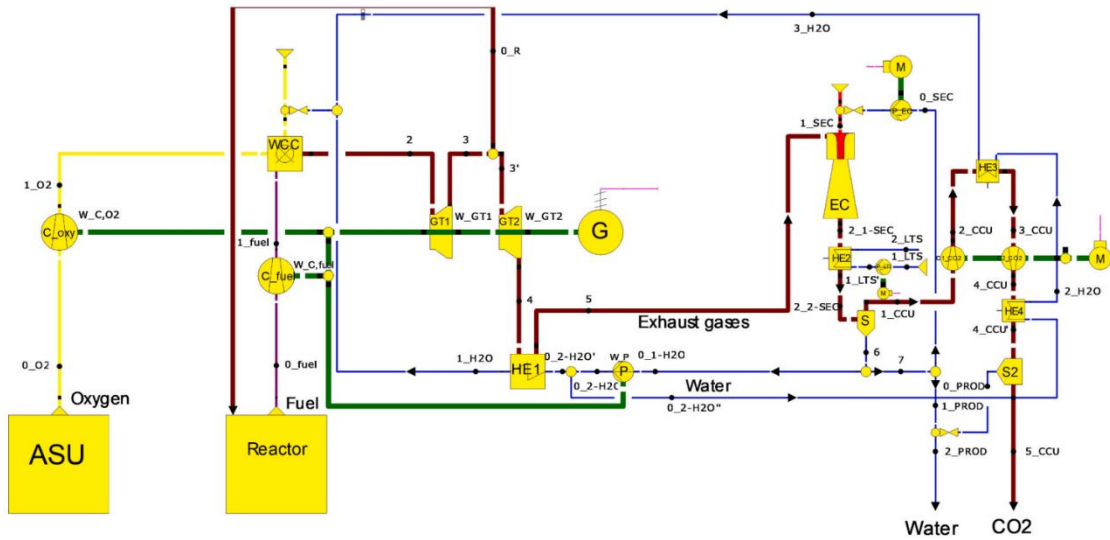 3_H2O
0_R
M
0_SEC
P_EC
1_SEC
WCC
2
3
3'
HE3
1_O2
W_C,O2
C_oxy
1_fuel
W_C,fuel
C_fuel
GT1
W_GT1
GT2
W_GT2
G
EC
2_1-SEC
2_LTS
HE2
1_LTS
1_LTS'
M
2_2-SEC
S
1_CCU
2_CCU
3_CCU
M
4_CCU
2_H2O
HE4
4_CCU'
4
5
Exhaust gases
6
7
1_H2O
HE1
0_2-H2O'
W_P
P
0_1-H2O
0_2-H2O
Water
0_2-H2O"
0_PROD
S2
1_PROD
2_PROD
5_CCU
0_O2
Oxygen
0_fuel
Fuel
ASU
Reactor
Water
CO2